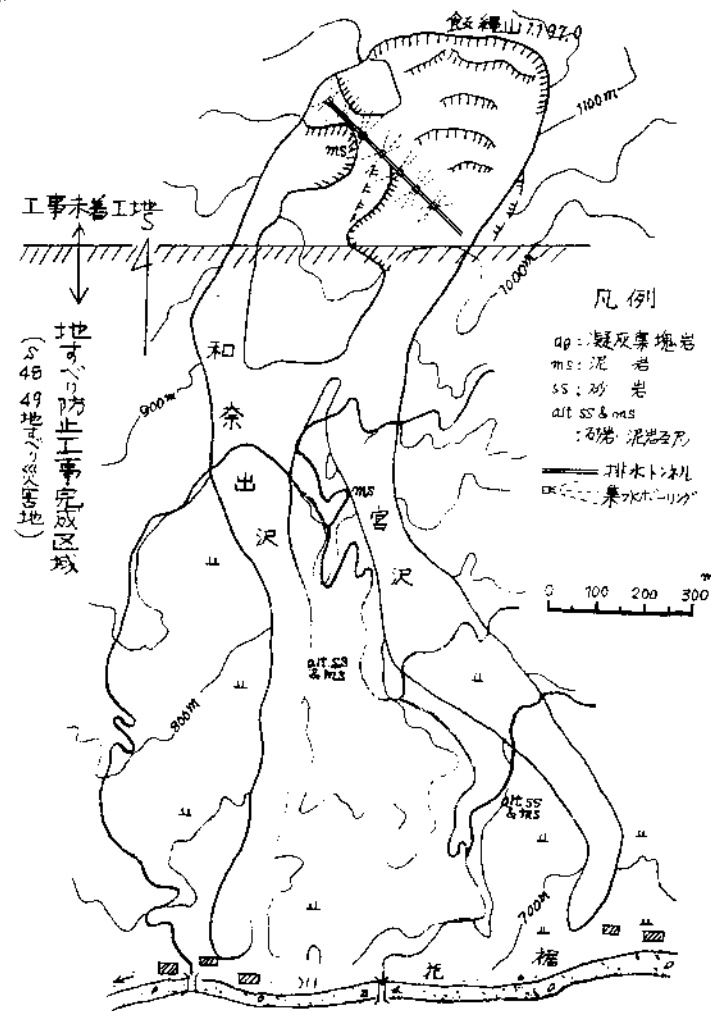 飯縄山 1192.0
1100m
ms
工事未着工地
1000m
凡例
ag: 凝灰集塊岩
ms: 泥岩
ss: 砂岩
alt ss & ms
: 砂岩 泥岩互層
排水トンネル
集水ボーリング
地すべり防止工事完成区域
(S48 49地すべり災害地)
900m
和奈出沢
ms
宮沢
0 100 200 300 m
alt. ss
& ms
800m
alt. ss
& ms
700m